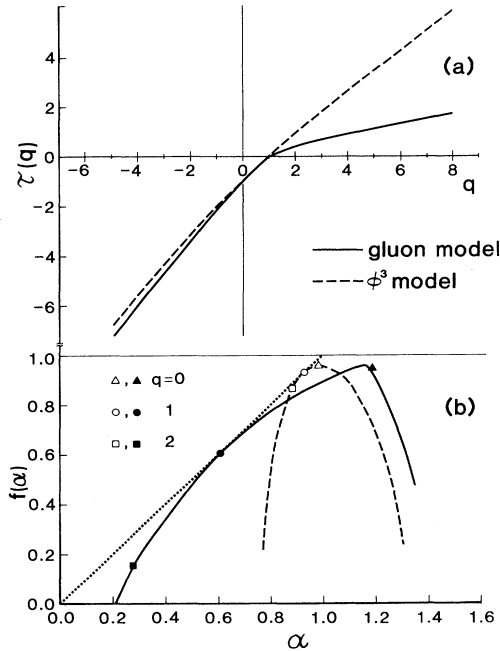 4
(a)
2
τ(q)
0
-6 -4 -2 0 2 4 6 8
q
-2
-4
gluon model
ϕ³ model
-6
1.0
△, ▲ q=0
(b)
0.8
○, ● 1
□, ■ 2
0.6
f(α)
0.4
0.2
0.0
0.0 0.2 0.4 0.6 0.8 1.0 1.2 1.4 1.6
α